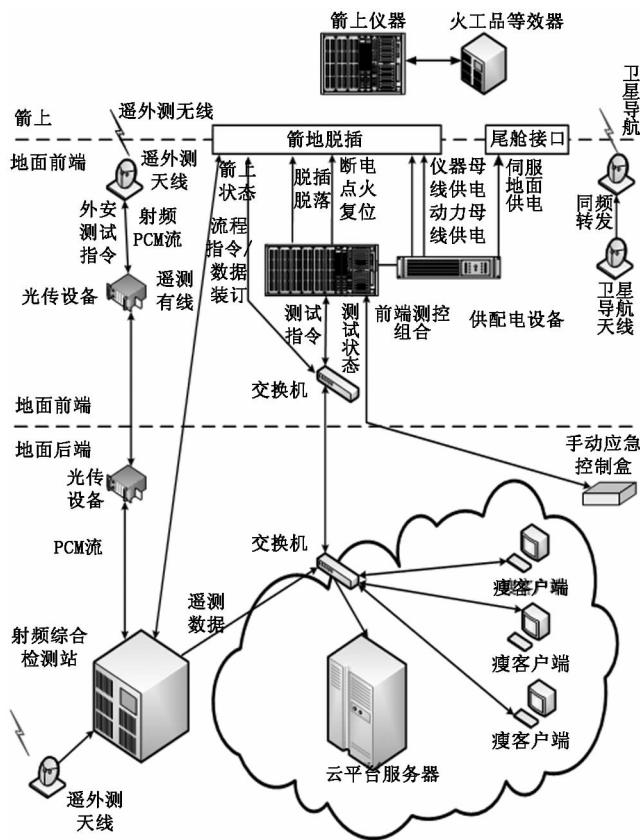 箭上仪器
火工品等效器
卫星导航
箭上
遥外测无线
箭地脱插
尾舱接口
地面前端
遥外测
天线
箭上
状态
脱插
脱落
断电
点火
复位
仪器母
线供电
动力母
线供电
伺服
地面
供电
同频
转发
外安
测试
指令
射频
PCM流
流程
指令/
数据
装订
光传设备
遥测
有线
测试
指令
测试状态
前端测控
组合
供配电设备
卫星导航
天线
交换机
地面前端
地面后端
手动应急
控制盒
光传
设备
PCM流
交换机
瘦客户端
遥测
数据
瘦客户端
射频综合
检测站
瘦客户端
云平台服务器
遥外测
天线